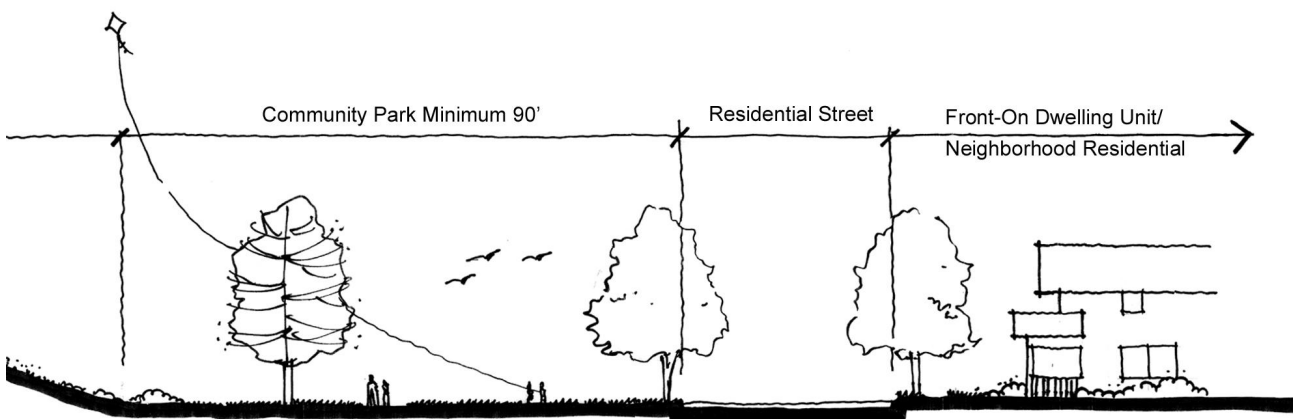 Community Park Minimum 90'
Residential Street
Front-On Dwelling Unit/
Neighborhood Residential